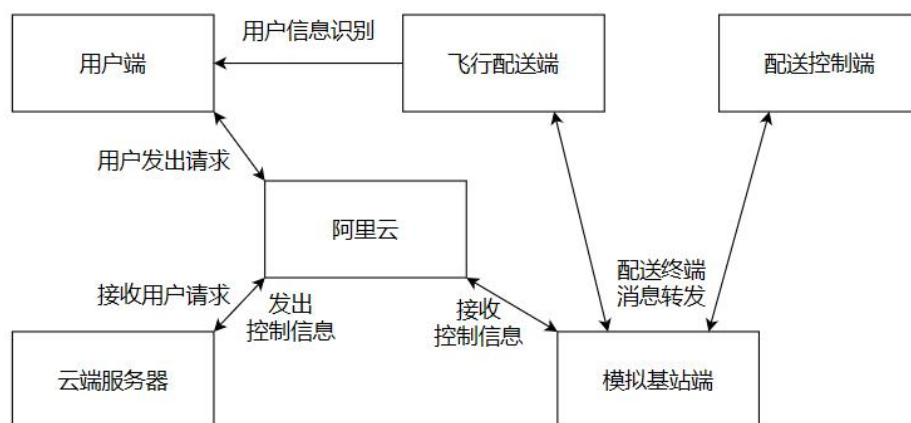 用户信息识别
用户端
飞行配送端
配送控制端
用户发出请求
阿里云
配送终端
消息转发
接收用户请求
发出
控制信息
接收
控制信息
云端服务器
模拟基站端